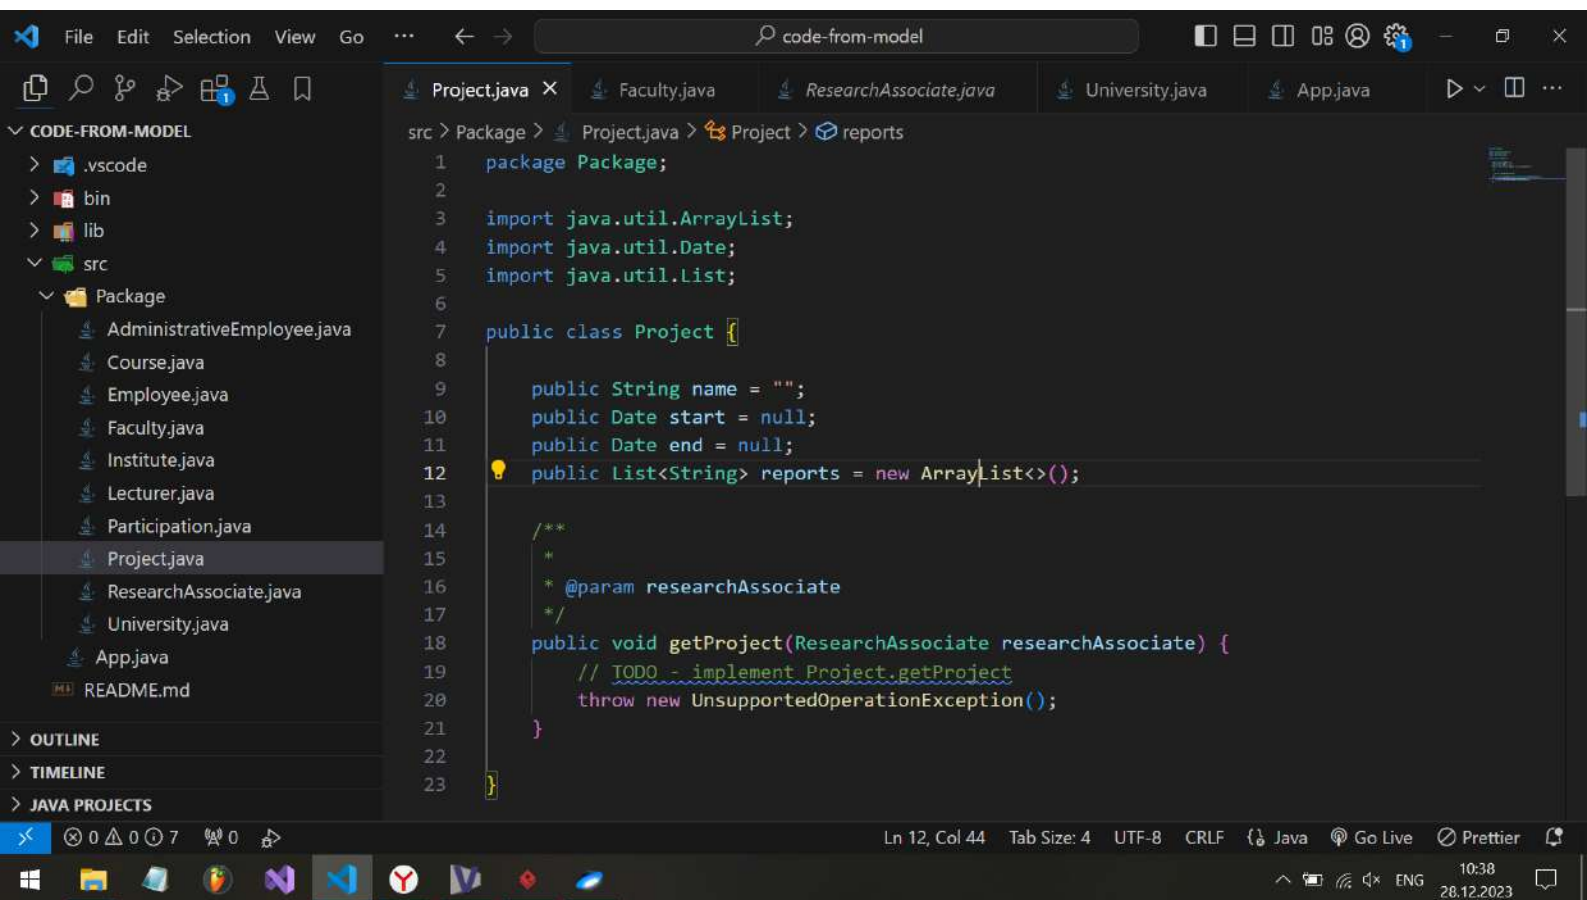 File Edit Selection View Go ··· code-from-model
Project.java Faculty.java ResearchAssociate.java University.java App.java
CODE-FROM-MODEL
.vscode
bin
lib
src
Package
AdministrativeEmployee.java
Course.java
Employee.java
Faculty.java
Institute.java
Lecturer.java
Participation.java
Project.java
ResearchAssociate.java
University.java
App.java
README.md
OUTLINE
TIMELINE
JAVA PROJECTS
src > Package > Project.java > Project > reports
1 package Package;
2
3 import java.util.ArrayList;
4 import java.util.Date;
5 import java.util.List;
6
7 public class Project {
8
9 public String name = "";
10 public Date start = null;
11 public Date end = null;
12 public List<String> reports = new ArrayList<>();
13
14 /**
15 *
16 * @param researchAssociate
17 */
18 public void getProject(ResearchAssociate researchAssociate) {
19 // TODO - implement Project.getProject
20 throw new UnsupportedOperationException();
21 }
22
23 }
0 0 7 0 Ln 12, Col 44 Tab Size: 4 UTF-8 CRLF Java Go Live Prettier
ENG 10:38
28.12.2023